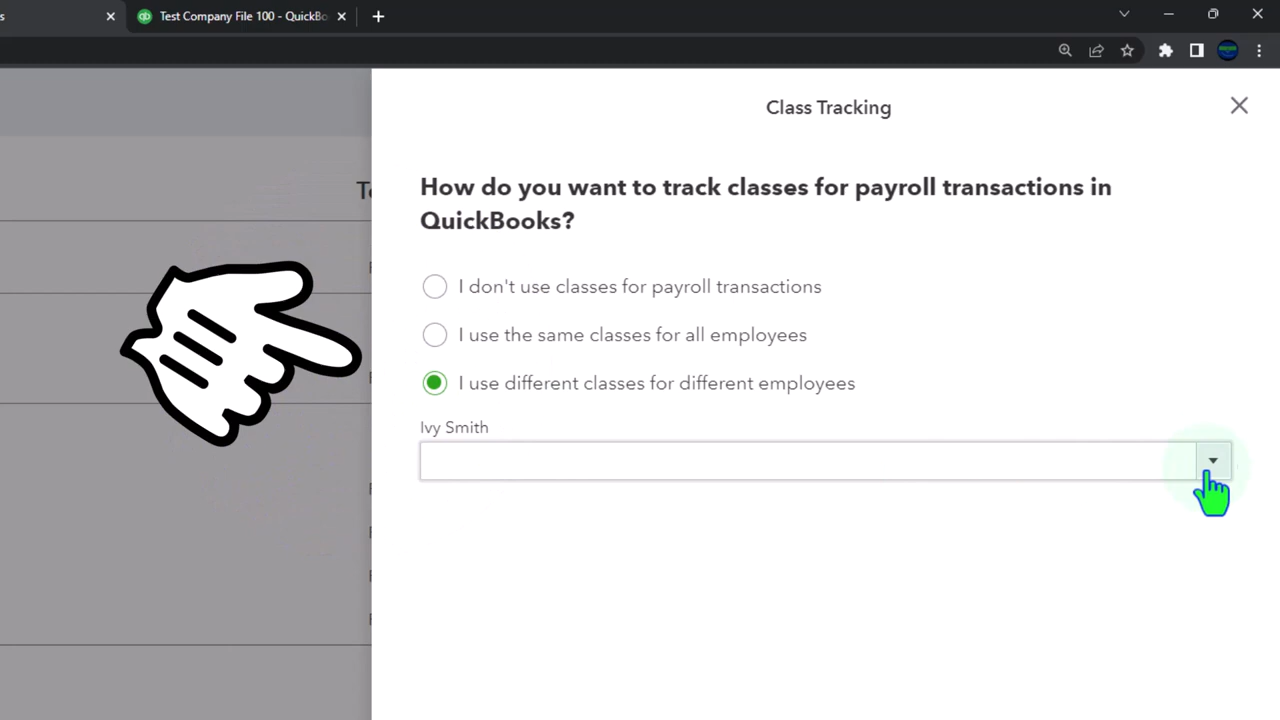 s
Test Company File 100 - QuickBo
Class Tracking
How do you want to track classes for payroll transactions in
QuickBooks?
I don't use classes for payroll transactions
I use the same classes for all employees
I use different classes for different employees
Ivy Smith